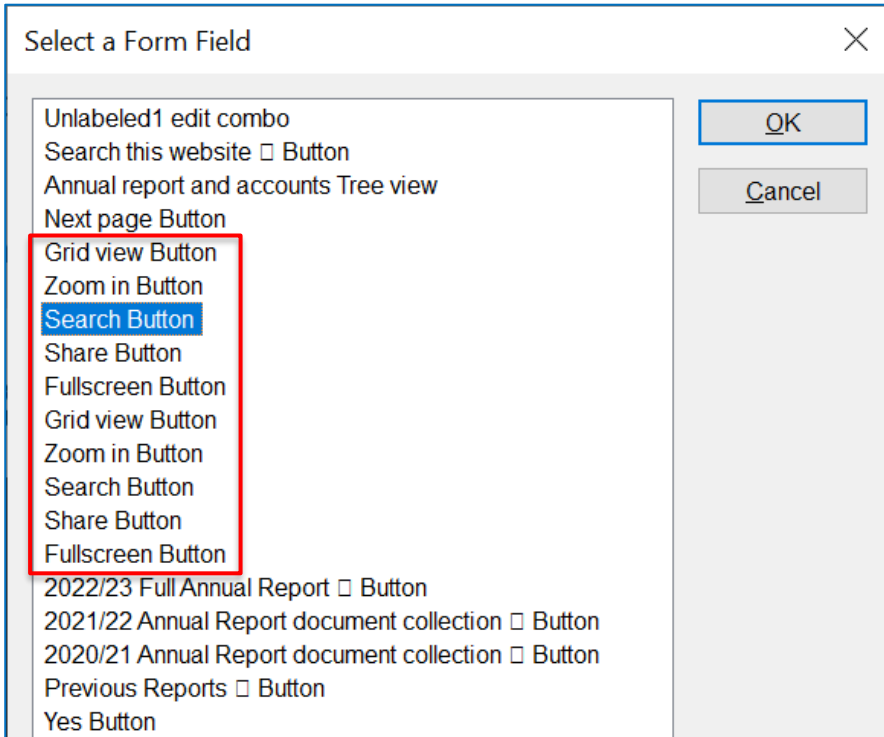 Select a Form Field
Unlabeled1 edit combo
Search this website □ Button
Annual report and accounts Tree view
Next page Button
Grid view Button
Zoom in Button
Search Button
Share Button
Fullscreen Button
Grid view Button
Zoom in Button
Search Button
Share Button
Fullscreen Button
2022/23 Full Annual Report □ Button
2021/22 Annual Report document collection □ Button
2020/21 Annual Report document collection □ Button
Previous Reports □ Button
Yes Button
OK
Cancel